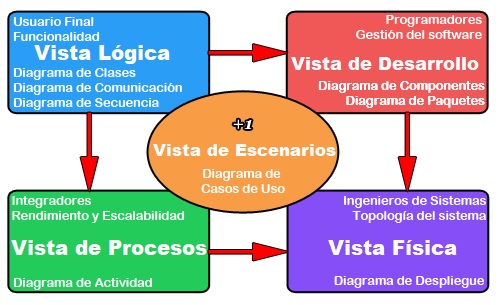 Usuario Final
Funcionalidad
Vista Lógica
Diagrama de Clases
Diagrama de Comunicación
Diagrama de Secuencia
Programadores
Gestión del software
Vista de Desarrollo
Diagrama de Componentes
Diagrama de Paquetes
+1
Vista de Escenarios
Diagrama de
Casos de Uso
Integradores
Rendimiento y Escalabilidad
Vista de Procesos
Diagrama de Actividad
Ingenieros de Sistemas
Topología del sistema
Vista Física
Diagrama de Despliegue